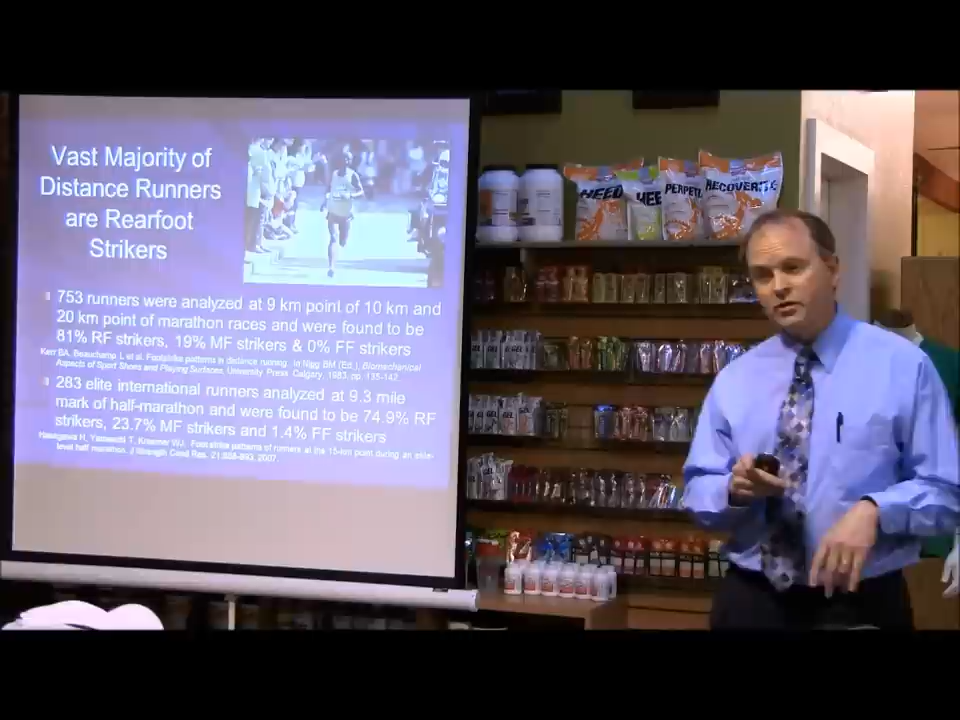 Vast Majority of
Distance Runners
are Rearfoot
Strikers
753 runners were analyzed at 9 km point of 10 km and
20 km point of marathon races and were found to be
81% RF strikers, 19% MF strikers & 0% FF strikers
Kerr BA, Beauchamp L et al. Footstrike patterns in distance running. In Nigg BM (Ed.), Biomechanical
Aspects of Sport Shoes and Playing Surfaces, University Press: Calgary, 1983, pp. 135-142.
283 elite international runners analyzed at 9.3 mile
mark of half-marathon and were found to be 74.9% RF
strikers, 23.7% MF strikers and 1.4% FF strikers
Hasegawa H, Yamauchi T, Kraemer WJ. Footstrike patterns of runners at the 15-km point during an elite-
level half marathon. J Strength Cond Res. 21:888-893, 2007.
HEED
HEED
PERPET
RECOVERITE
GEL
GEL
GEL
GEL